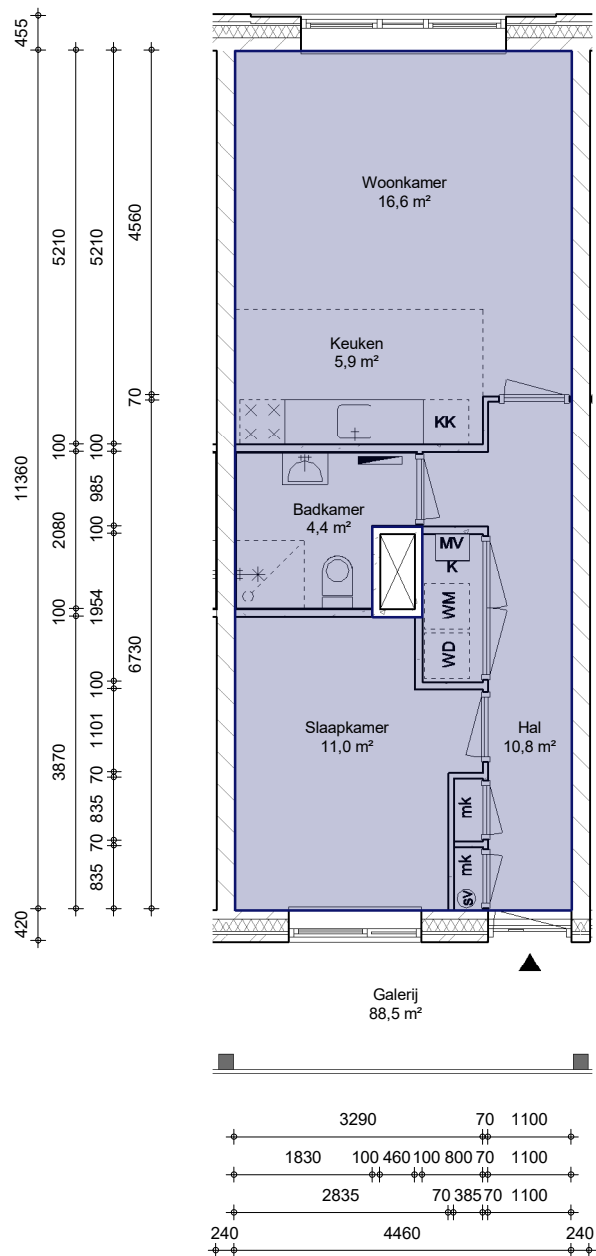 455
11360
420
5210
100
2080
100
3870
5210
100
985
100
1954
100
1101
70
835
70
835
4560
70
6730
Woonkamer
16,6 m²
Keuken
5,9 m²
KK
Badkamer
4,4 m²
MV
K
WM
WD
Slaapkamer
11,0 m²
Hal
10,8 m²
mk
mk
sv
Galerij
88,5 m²
3290 70 1100
1830 100 460 100 800 70 1100
2835 70 385 70 1100
240 4460 240